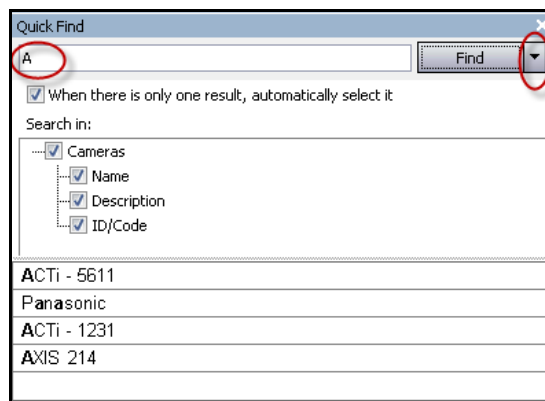 Quick Find
A
Find
When there is only one result, automatically select it
Search in:
Cameras
Name
Description
ID/Code
ACTi - 5611
Panasonic
ACTi - 1231
AXIS 214